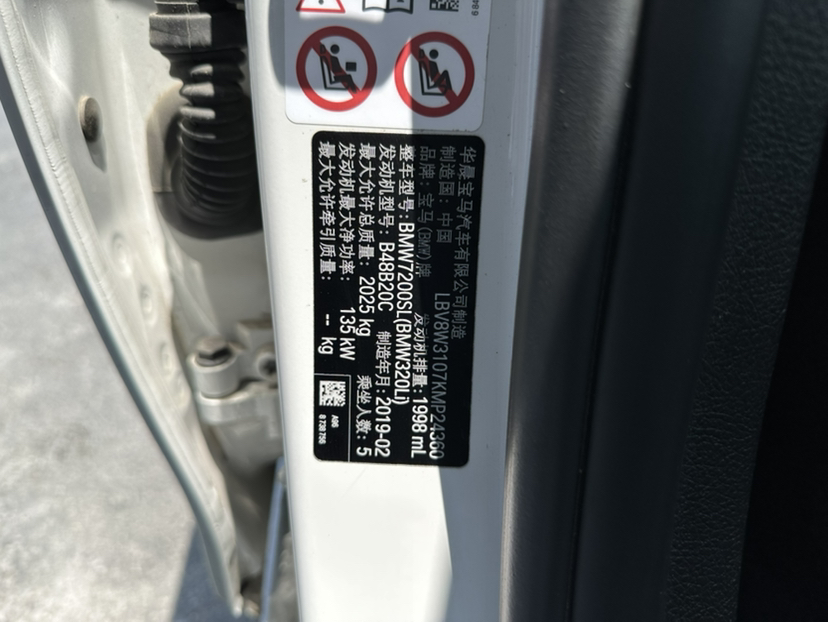 华晨宝马汽车有限公司制造
制造国：中国 LBV8W3107KMP24360
品牌：宝马(BMW)牌 发动机排量：1998 mL
整车型号：BMW7200SL(BMW320Li)
发动机型号：B48B20C 制造年月：2019-02
最大允许总质量：2025 kg 乘坐人数：5
发动机最大净功率：135 kW
最大允许牵引质量：-- kg
A96
8738756